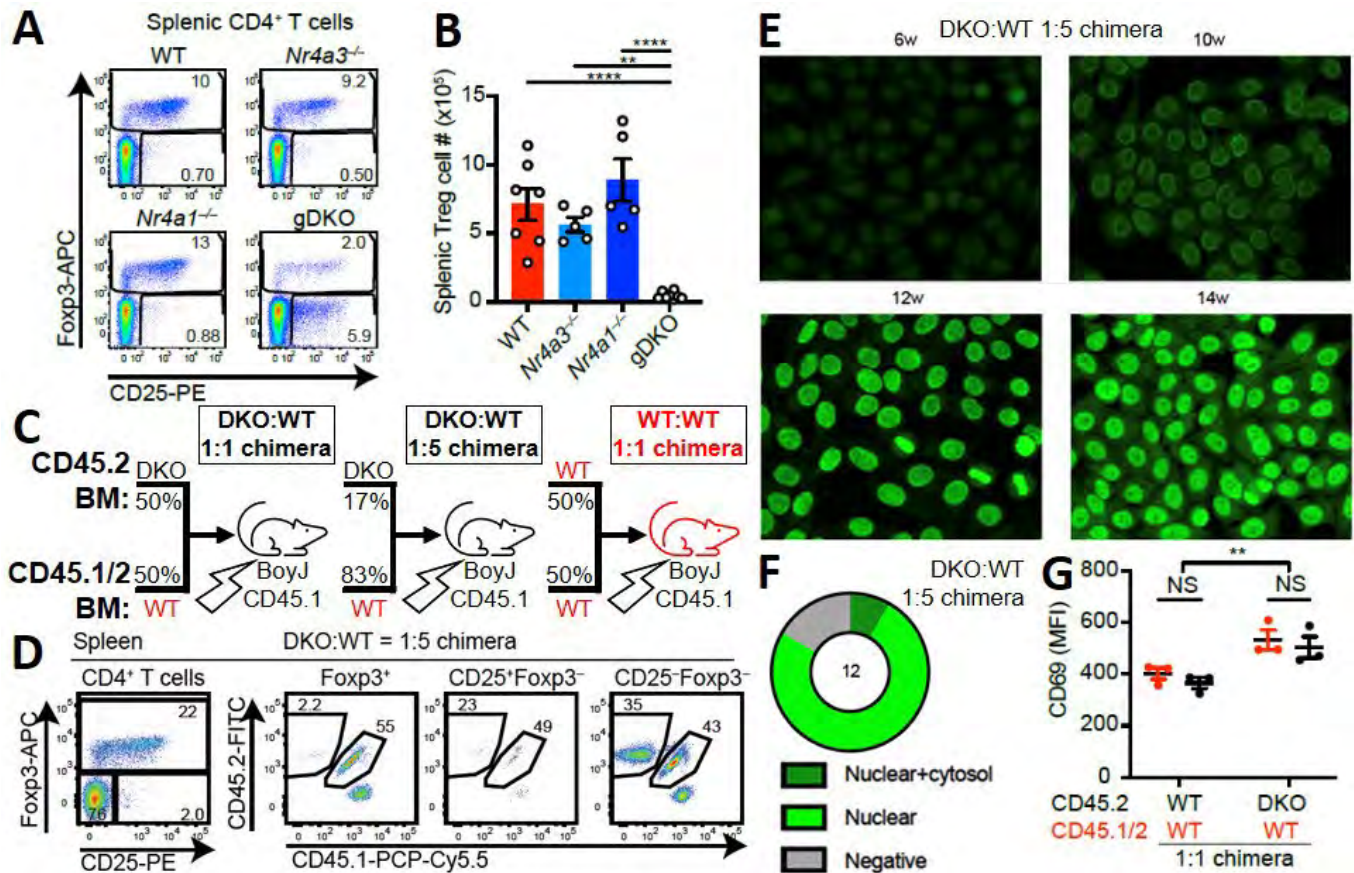 A
Splenic CD4⁺ T cells
WT
Nr4a3⁻/⁻
10
9.2
0.70
0.50
Nr4a1⁻/⁻
gDKO
13
2.0
0.88
5.9
Foxp3-APC
CD25-PE
B
****
**
****
Splenic Treg cell # (x10⁵)
15
10
5
0
WT
Nr4a3⁻/⁻
Nr4a1⁻/⁻
gDKO
C
DKO:WT
1:1 chimera
DKO:WT
1:5 chimera
WT:WT
1:1 chimera
CD45.2
BM:
DKO
50%
DKO
17%
WT
50%
CD45.1/2
BM:
50%
WT
83%
WT
50%
WT
BoyJ
CD45.1
BoyJ
CD45.1
BoyJ
CD45.1
D
Spleen
DKO:WT = 1:5 chimera
CD4⁺ T cells
Foxp3⁺
CD25⁺Foxp3⁻
CD25⁻Foxp3⁻
22
76
2.0
2.2
55
23
49
35
43
Foxp3-APC
CD25-PE
CD45.2-FITC
CD45.1-PCP-Cy5.5
E
DKO:WT 1:5 chimera
6w
10w
12w
14w
F
DKO:WT
1:5 chimera
12
Nuclear+cytosol
Nuclear
Negative
G
**
NS
NS
CD69 (MFI)
800
600
400
200
0
CD45.2 WT DKO
CD45.1/2 WT WT
1:1 chimera